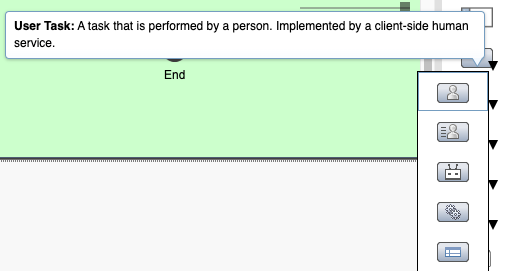 User Task: A task that is performed by a person. Implemented by a client-side human
service.
End